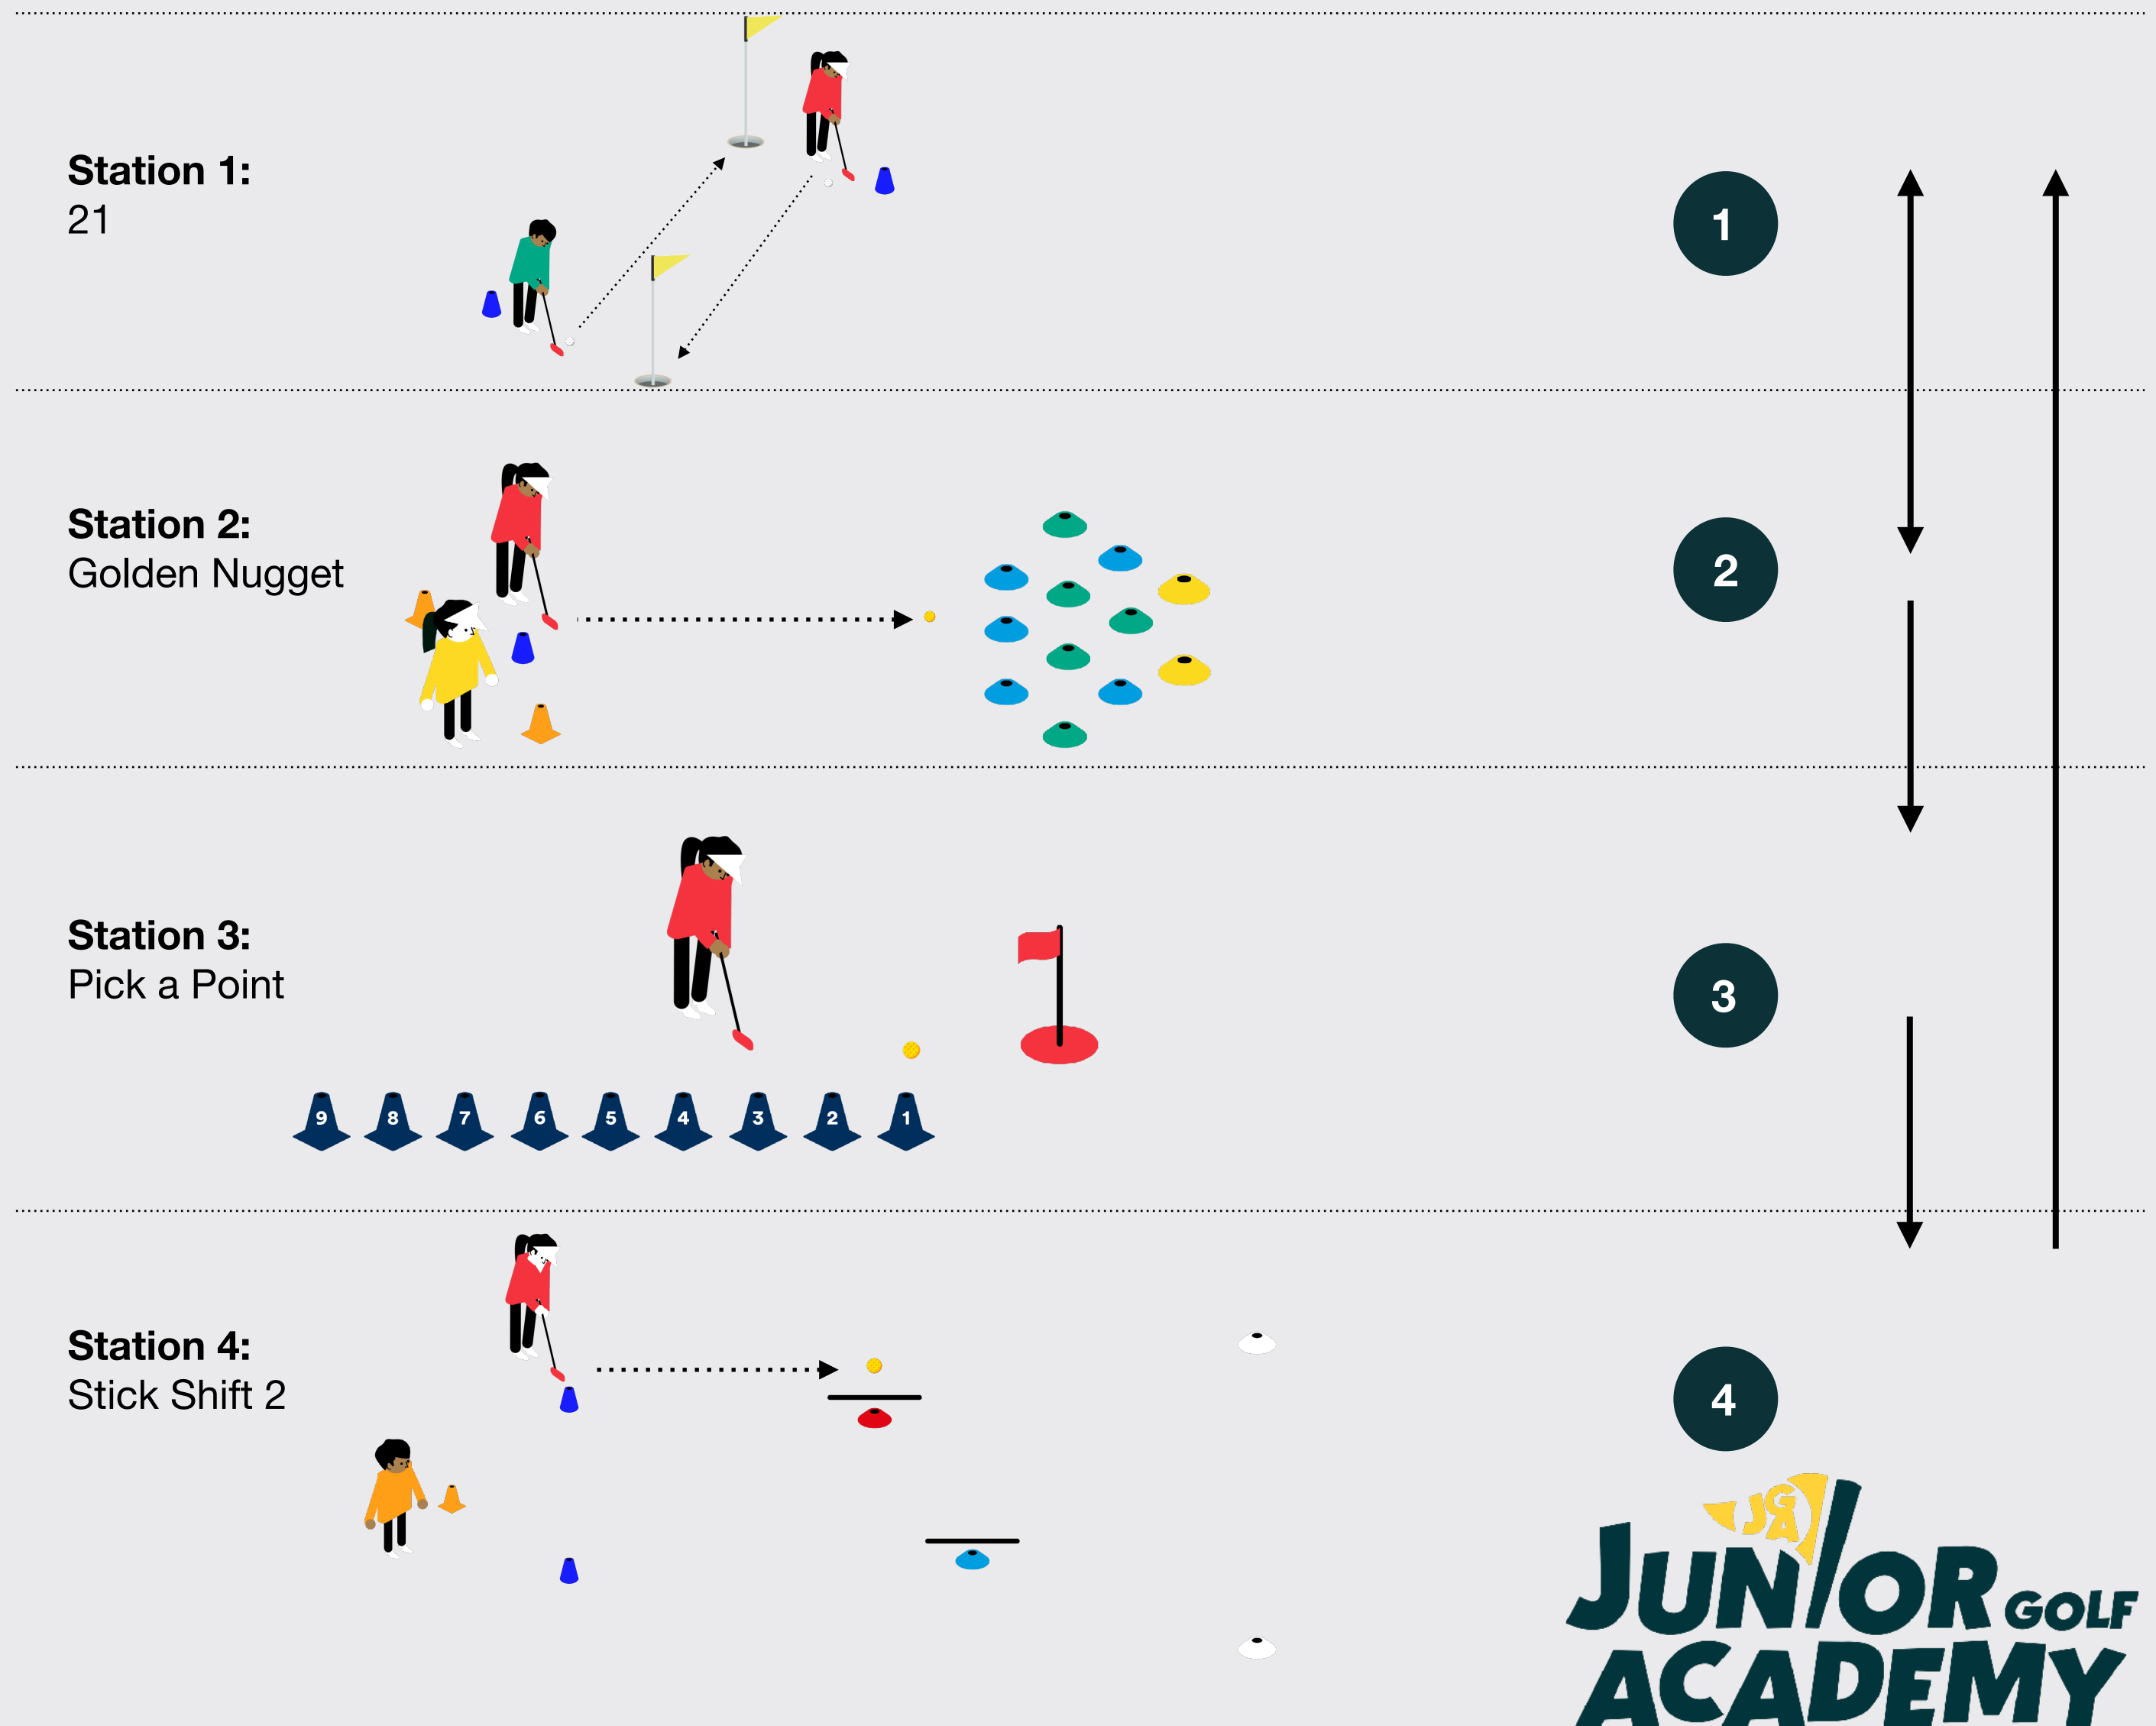 Station 1:
21
1
Station 2:
Golden Nugget
2
Station 3:
Pick a Point
3
9 8 7 6 5 4 3 2 1
Station 4:
Stick Shift 2
4
JGA
JUNIOR GOLF
ACADEMY